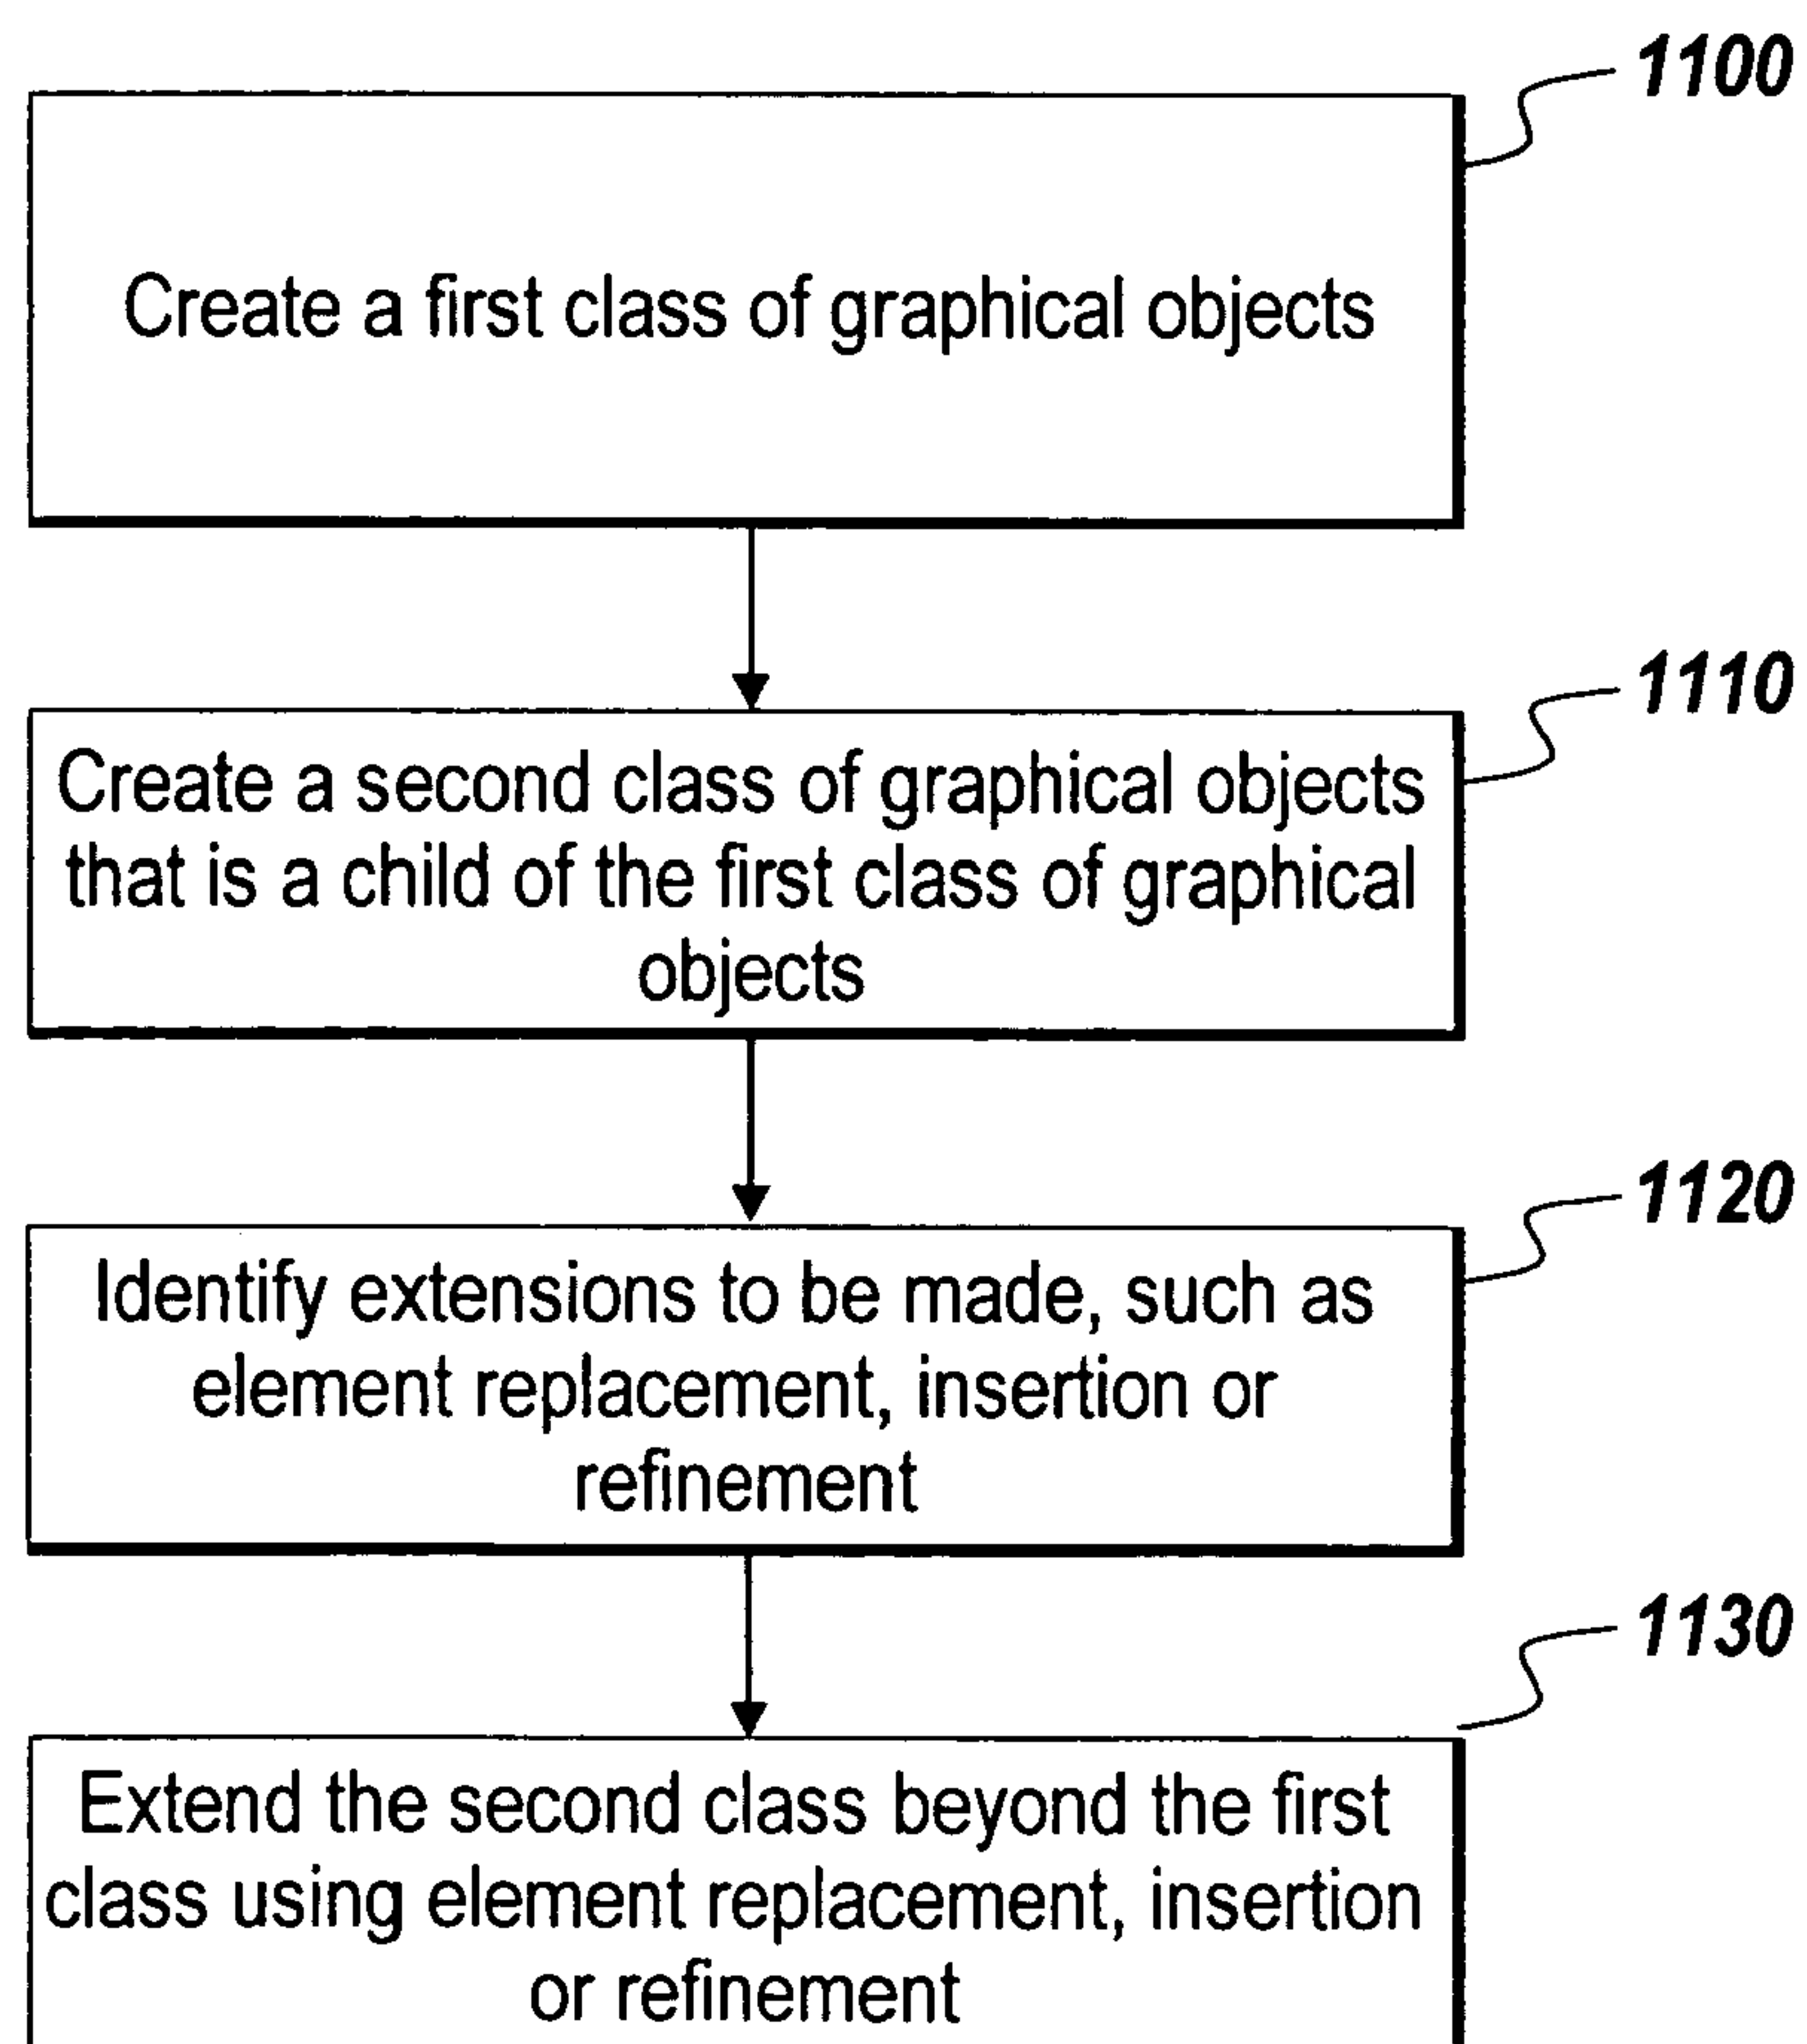 1100
Create a first class of graphical objects
1110
Create a second class of graphical objects
that is a child of the first class of graphical
objects
1120
Identify extensions to be made, such as
element replacement, insertion or
refinement
1130
Extend the second class beyond the first
class using element replacement, insertion
or refinement